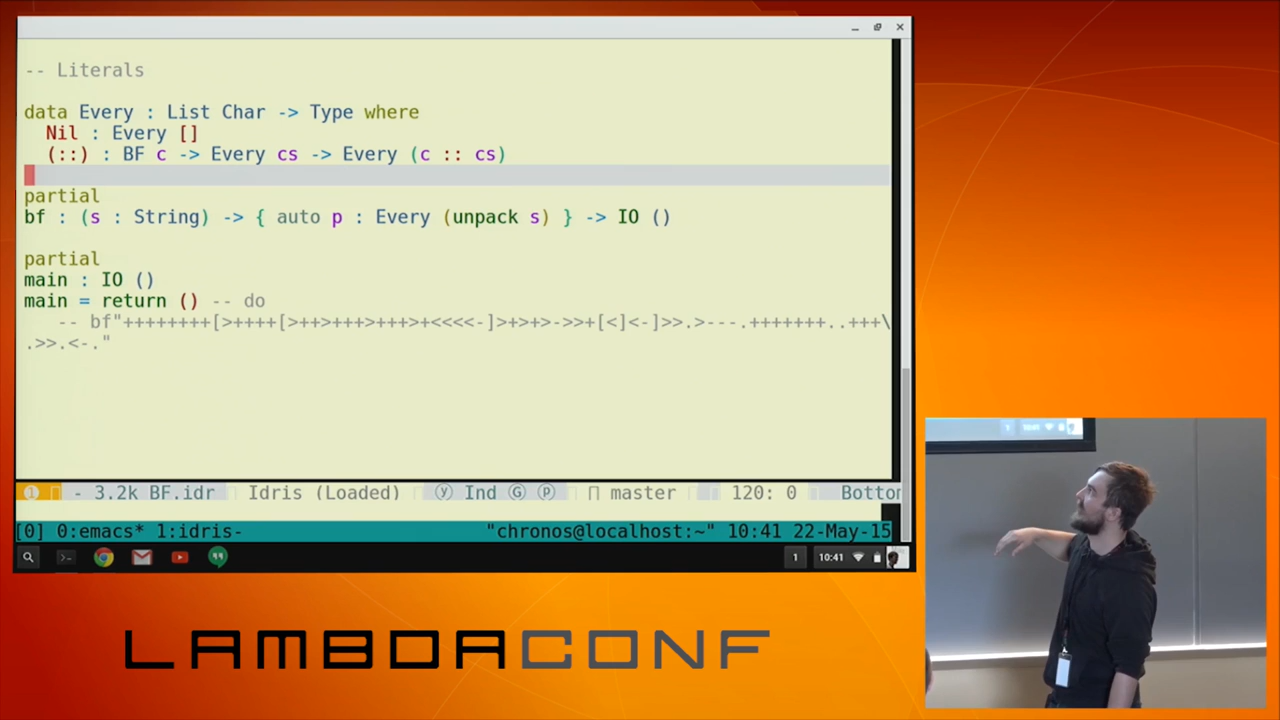 -- Literals
data Every : List Char -> Type where
  Nil : Every []
  (::) : BF c -> Every cs -> Every (c :: cs)
partial
bf : (s : String) -> { auto p : Every (unpack s) } -> IO ()
partial
main : IO ()
main = return () -- do
   -- bf"++++++++[>++++[>++>+++>+++>+<<<<-]>+>+>->>+[<]<-]>>.>---.+++++++..+++\
.>>.<-."
- 3.2k BF.idr Idris (Loaded) ⓨ Ind Ⓖ ⓟ master 120: 0 Bottom
[0] 0:emacs* 1:idris- "chronos@localhost:~" 10:41 22-May-15
1 10:41
LAMBDACONF